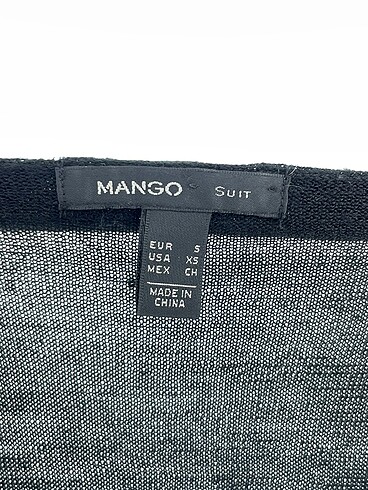 MANGO SUIT
EUR S
USA XS
MEX CH
MADE IN
CHINA